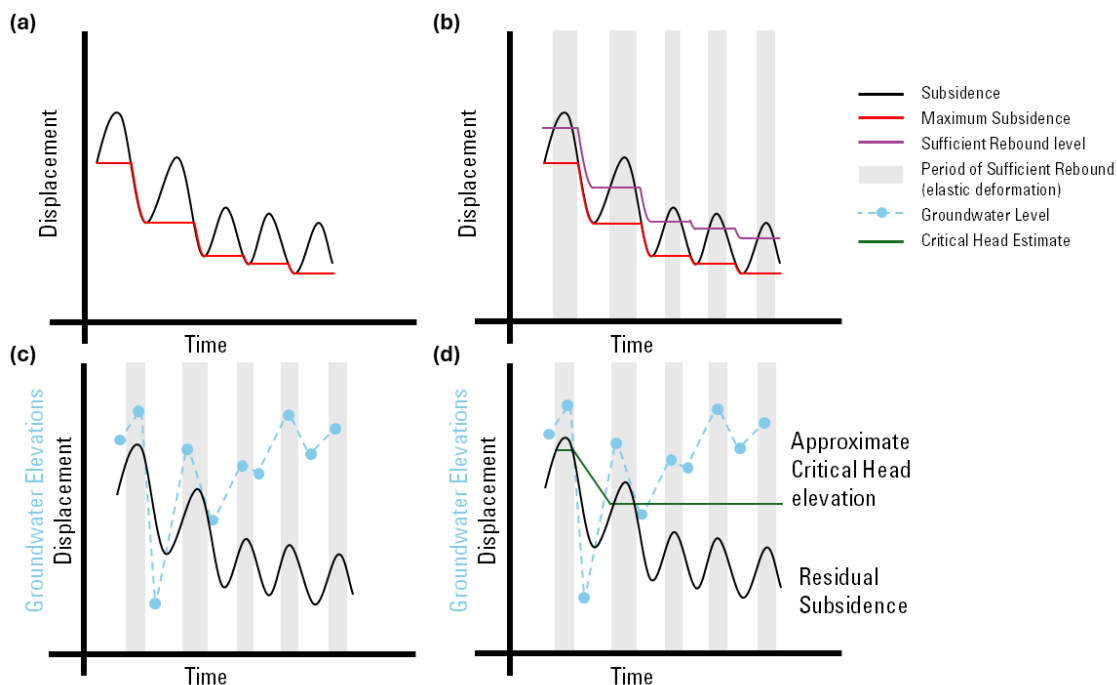 (a)
Displacement
Time
(b)
Displacement
Time
Subsidence
Maximum Subsidence
Sufficient Rebound level
Period of Sufficient Rebound
(elastic deformation)
Groundwater Level
Critical Head Estimate
(c)
Groundwater Elevations
Displacement
Time
(d)
Groundwater Elevations
Displacement
Time
Approximate
Critical Head
elevation
Residual
Subsidence